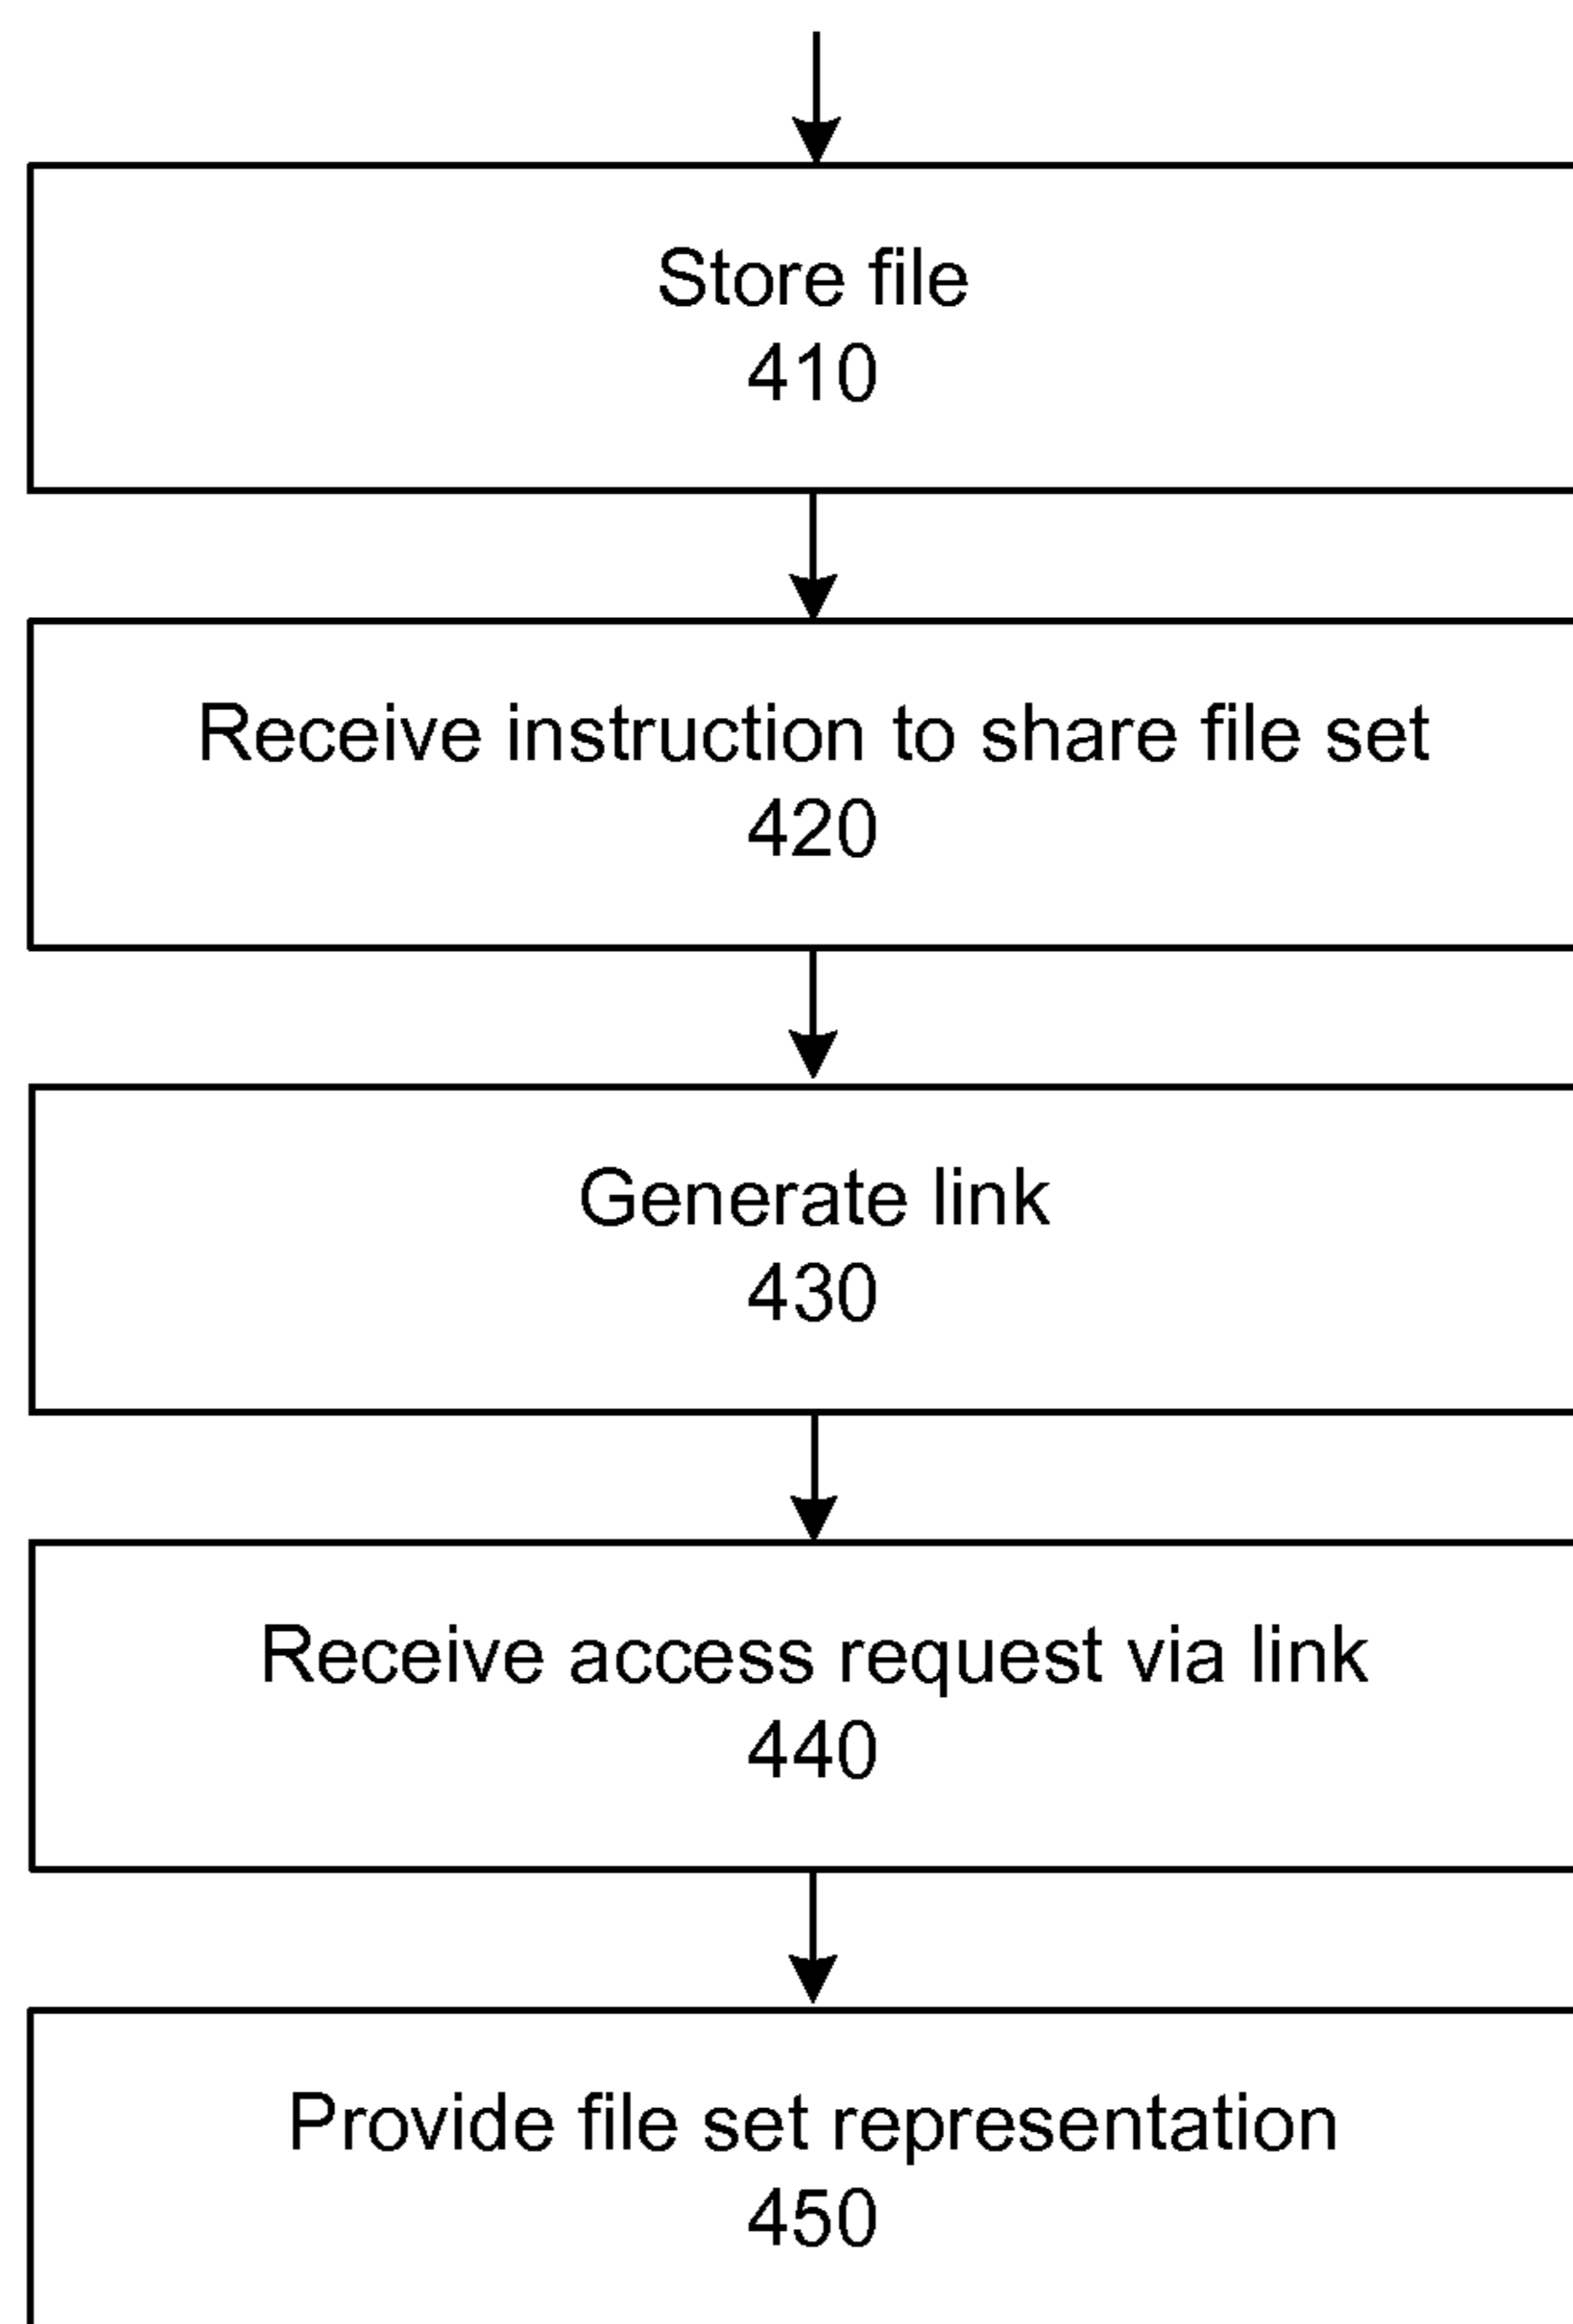 Store file
410
Receive instruction to share file set
420
Generate link
430
Receive access request via link
440
Provide file set representation
450